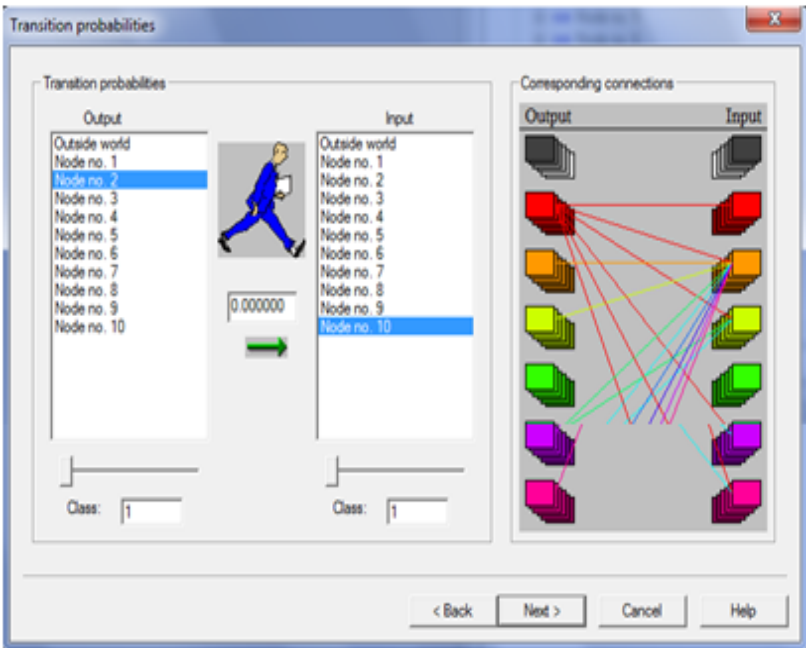 Transition probabilities
Transition probabilities
Output
Outside world
Node no. 1
Node no. 2
Node no. 3
Node no. 4
Node no. 5
Node no. 6
Node no. 7
Node no. 8
Node no. 9
Node no. 10
Class: 1
0.000000
Input
Outside world
Node no. 1
Node no. 2
Node no. 3
Node no. 4
Node no. 5
Node no. 6
Node no. 7
Node no. 8
Node no. 9
Node no. 10
Class: 1
Corresponding connections
Output Input
< Back Next > Cancel Help